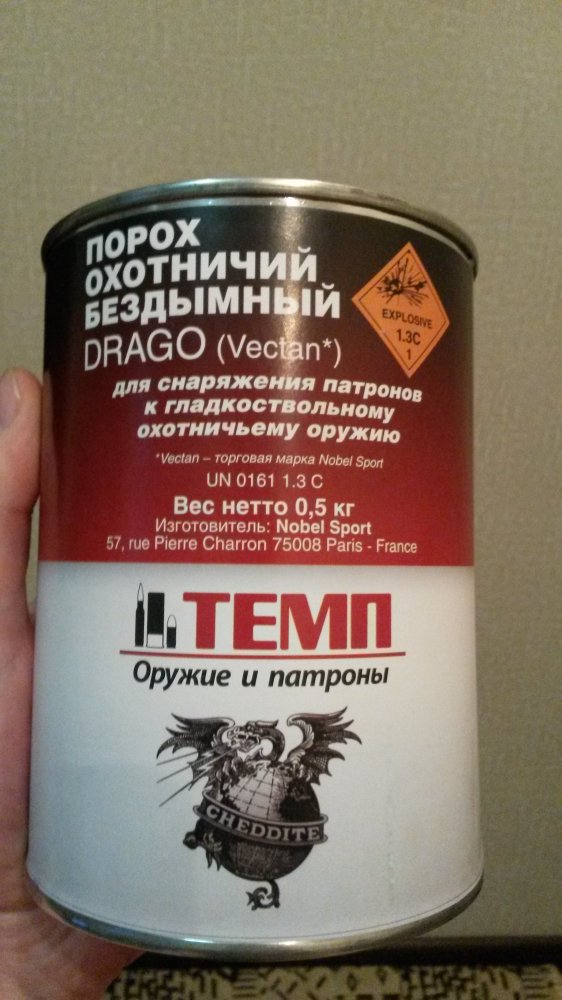 ПОРОХ
ОХОТНИЧИЙ
БЕЗДЫМНЫЙ
DRAGO (Vectan*)
EXPLOSIVE
1.3C
1
для снаряжения патронов
к гладкоствольному
охотничьему оружию
*Vectan – торговая марка Nobel Sport
UN 0161 1.3 C
Вес нетто 0,5 кг
Изготовитель: Nobel Sport
57, rue Pierre Charron 75008 Paris - France
ТЕМП
Оружие и патроны
CHEDDITE